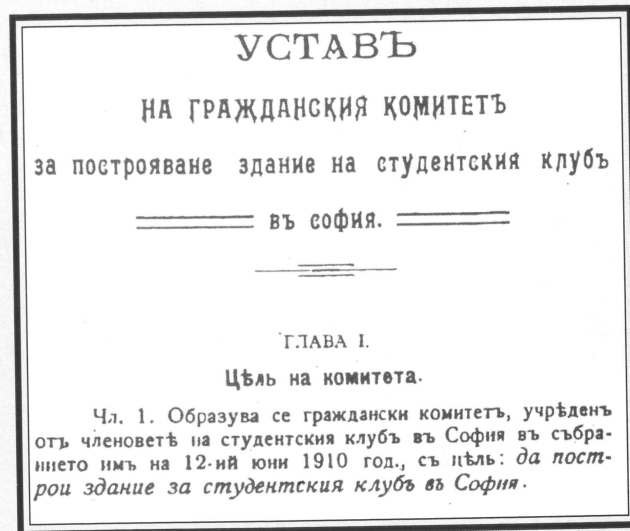 УСТАВЪ
НА ГРАЖДАНСКИЯ КОМИТЕТЪ
за построяване здание на студентския клубъ
въ софия.
ГЛАВА I.
Цѣль на комитета.
Чл. 1. Образува се граждански комитетъ, учрѣденъ
отъ членоветѣ на студентския клубъ въ София въ събра-
нието имъ на 12-ий юни 1910 год., съ цѣль: да пост-
рои здание за студентския клубъ въ София.